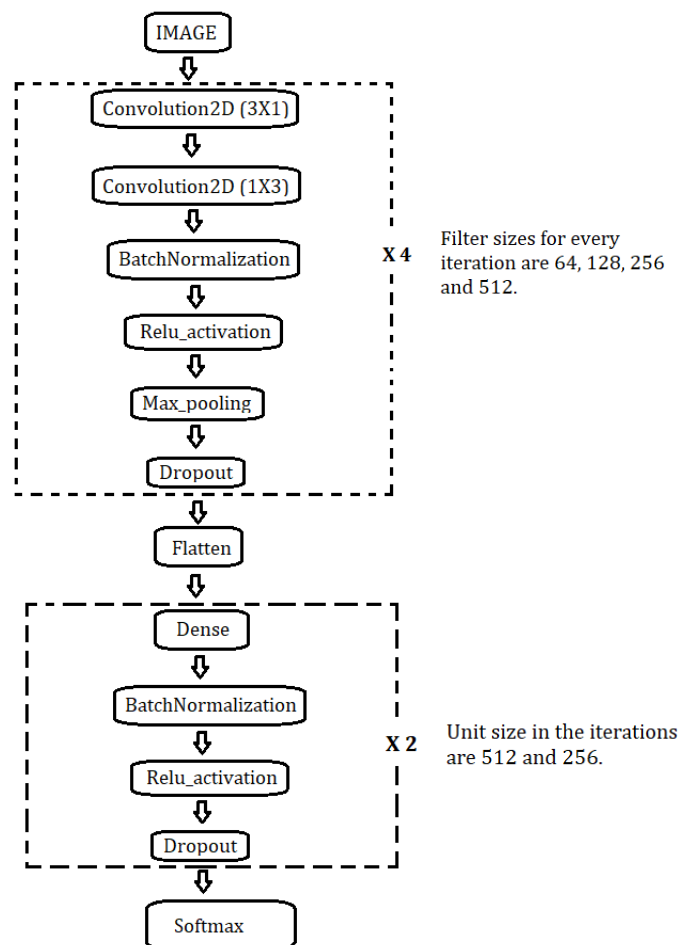 IMAGE
Convolution2D (3X1)
Convolution2D (1X3)
BatchNormalization
Relu_activation
Max_pooling
Dropout
X 4
Filter sizes for every
iteration are 64, 128, 256
and 512.
Flatten
Dense
BatchNormalization
Relu_activation
Dropout
X 2
Unit size in the iterations
are 512 and 256.
Softmax